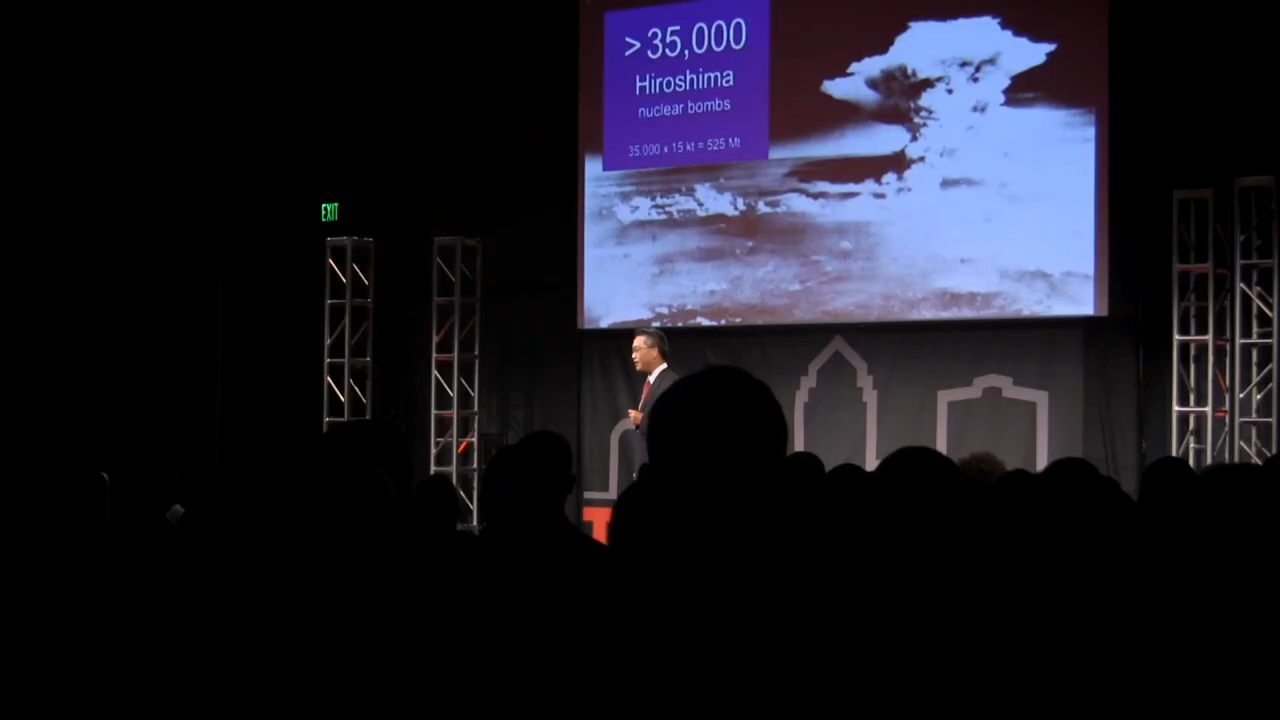 > 35,000
Hiroshima
nuclear bombs
35,000 x 15 kt = 525 Mt
EXIT